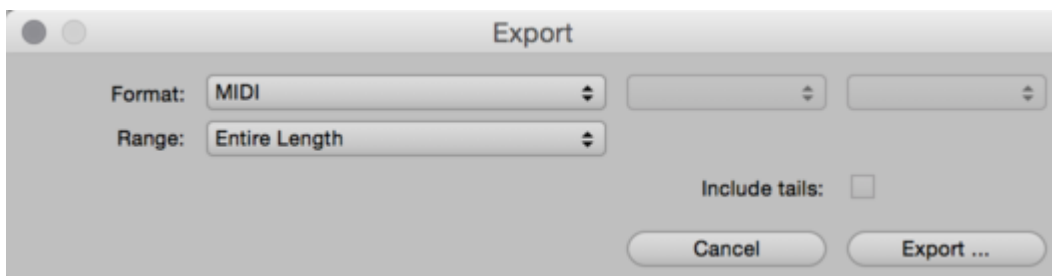 Export
Format: MIDI
Range: Entire Length
Include tails:
Cancel Export ...